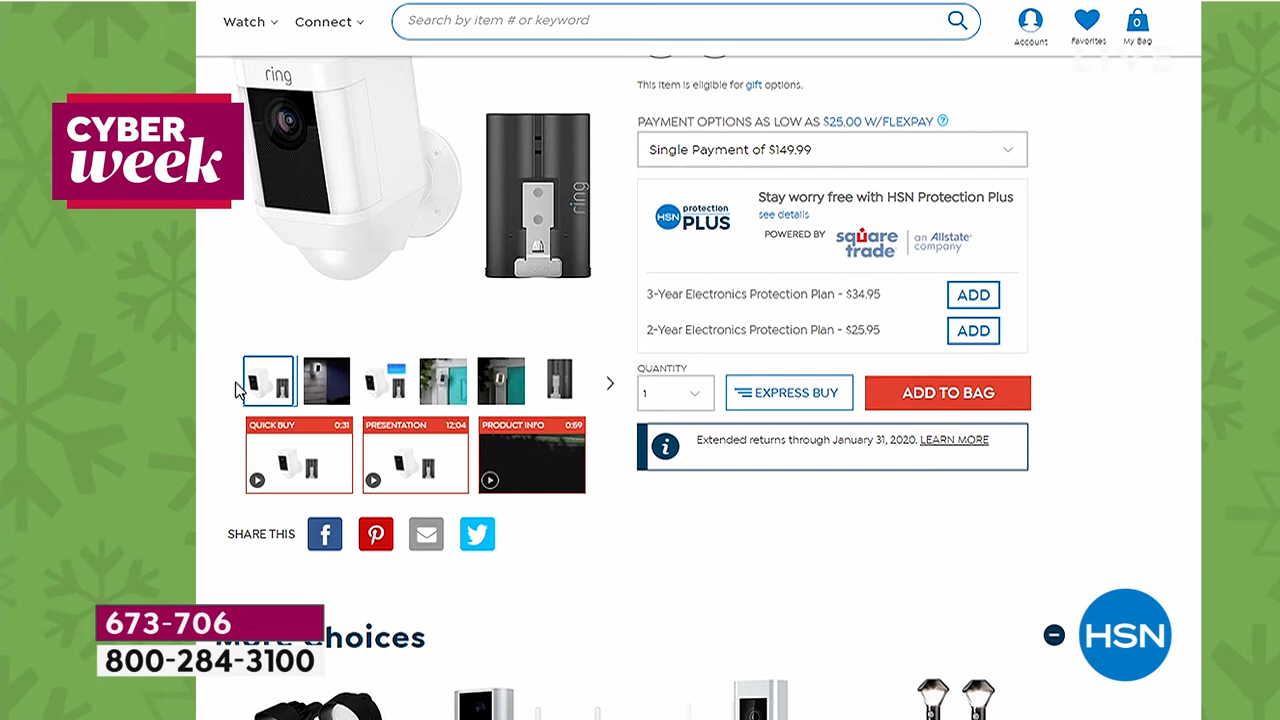 Watch
Connect
Search by item # or keyword
Account
Favorites
0
My Bag
LIVE
CYBER
week
ring
ring
This item is eligible for gift options.
PAYMENT OPTIONS AS LOW AS $25.00 W/FLEXPAY ?
Single Payment of $149.99
HSN protection PLUS
Stay worry free with HSN Protection Plus
see details
POWERED BY square trade an Allstate company
3-Year Electronics Protection Plan - $34.95 ADD
2-Year Electronics Protection Plan - $25.95 ADD
QUANTITY
1
EXPRESS BUY
ADD TO BAG
QUICK BUY 0:31
PRESENTATION 12:04
PRODUCT INFO 0:59
i Extended returns through January 31, 2020. LEARN MORE
SHARE THIS
673-706
More Choices
800-284-3100
HSN